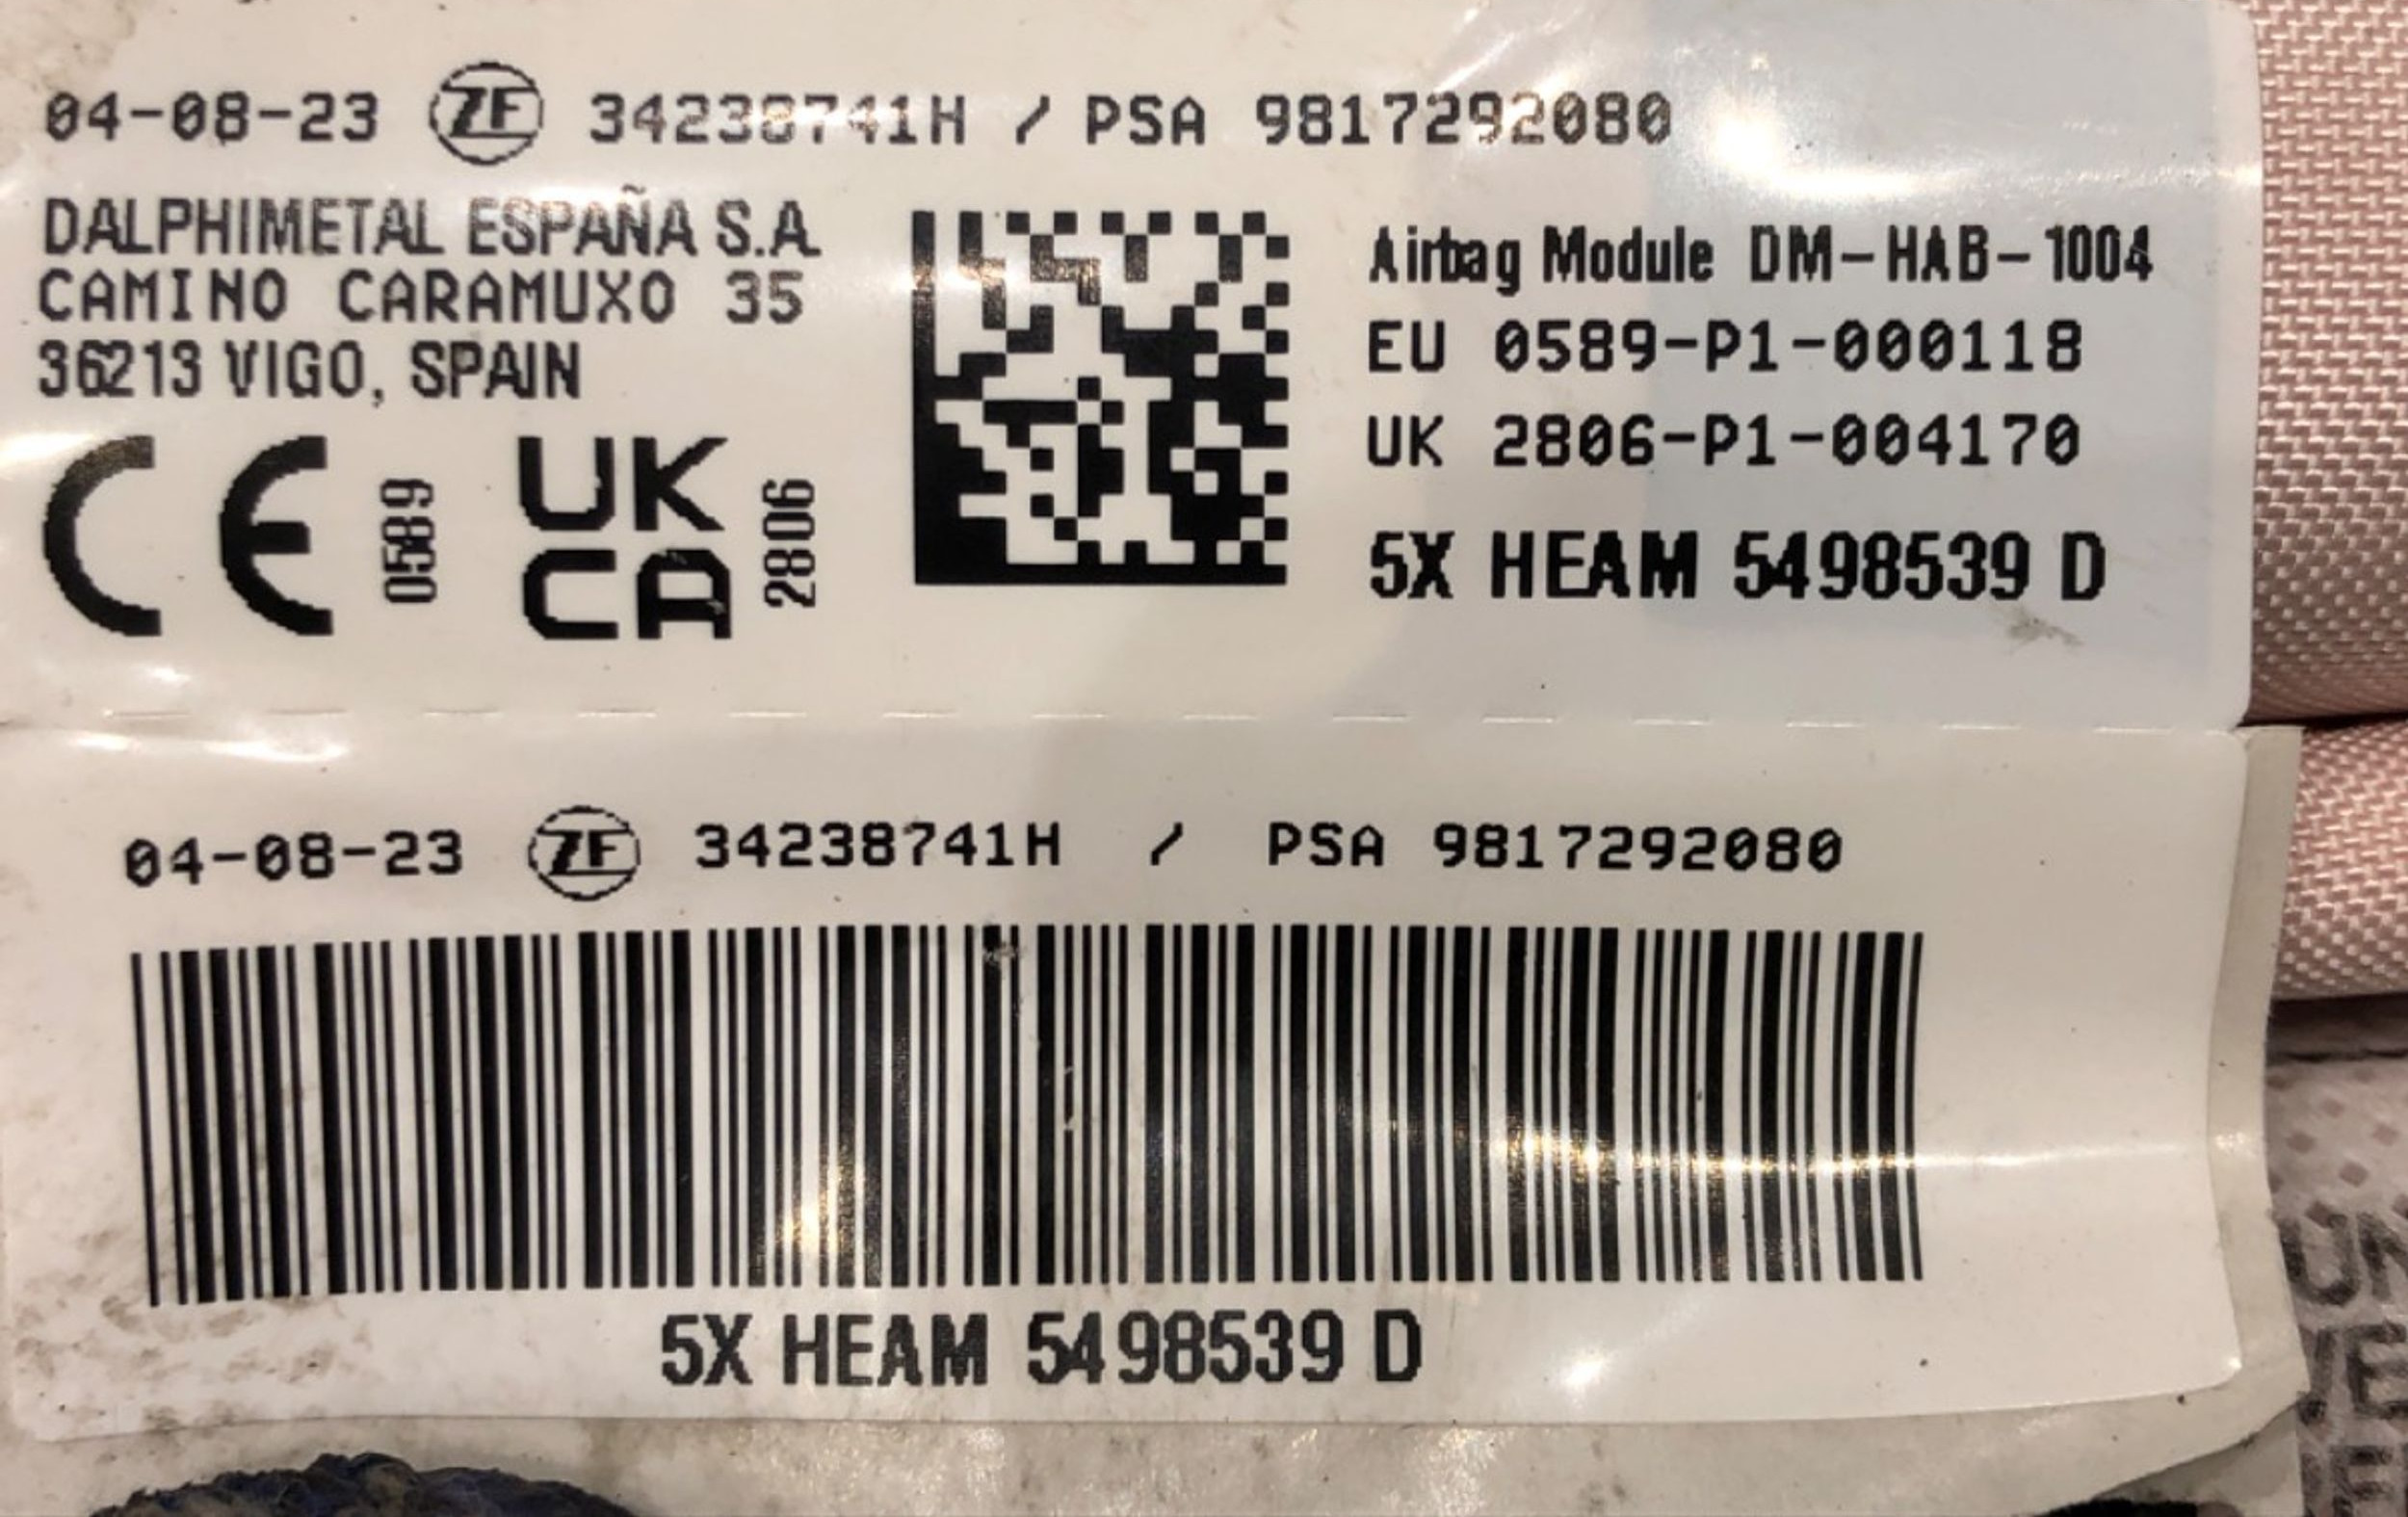 04-08-23 ZF 34238741H / PSA 9817292080
DALPHIMETAL ESPAÑA S.A.
CAMINO CARAMUXO 35
36213 VIGO, SPAIN
CE 0589 UK CA 2806
Airbag Module DM-HAB-1004
EU 0589-P1-000118
UK 2806-P1-004170
5X HEAM 5498539 D
04-08-23 ZF 34238741H / PSA 9817292080
5X HEAM 5498539 D